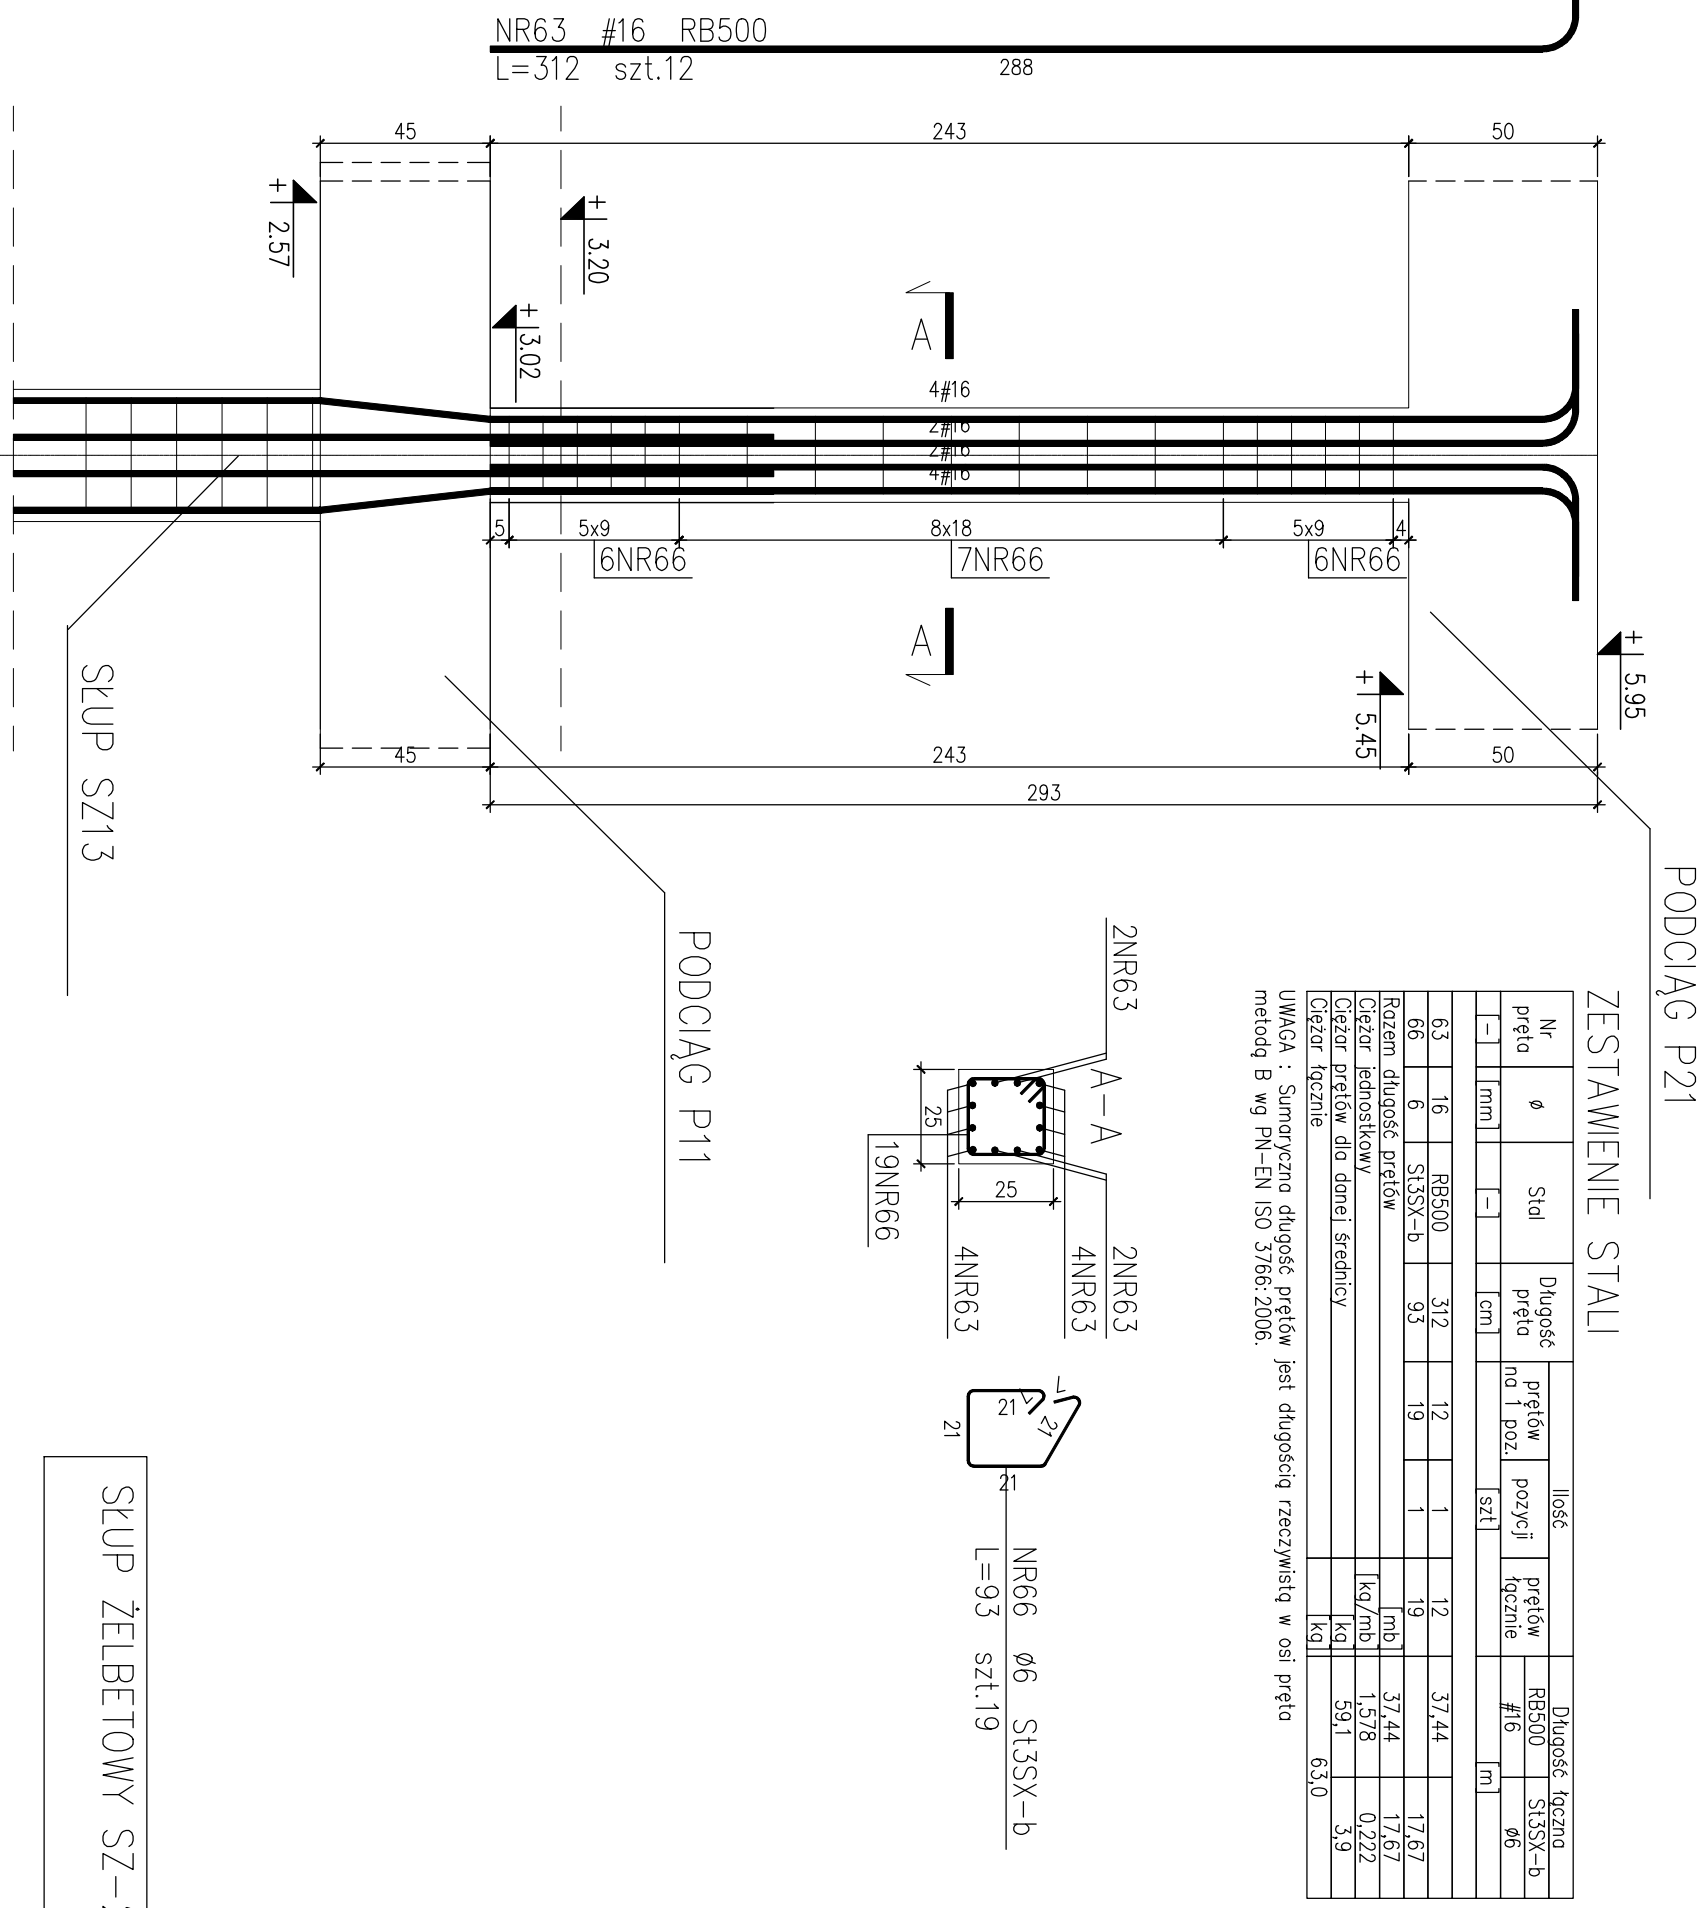 NR63 #16 RB500
L=312 szt.12
288
45
243
50
+
2.57
+
3.20
+
3.02
A
4#16
2#16
2#16
4#16
5
5x9
8x18
5x9
4
6NR66
7NR66
6NR66
A
+
5.95
+
5.45
45
243
50
293
SŁUP SZ13
PODCIĄG P11
PODCIĄG P21
A-A
2NR63
2NR63
4NR63
4NR63
19NR66
25
25
21
21
21
21
7
7
NR66 ø6 St3SX-b
L=93 szt.19
ZESTAWIENIE STALI
Nr pręta
ø
Stal
Długość pręta
Ilość
prętów na 1 poz.
pozycji
prętów łącznie
Długość łączna
RB500
St3SX-b
#16
ø6
[-] [mm] [-] [cm] [szt] [m]
63 16 RB500 312 12 1 12 37,44
66 6 St3SX-b 93 19 1 19 17,67
Razem długość prętów [mb] 37,44 17,67
Ciężar jednostkowy [kg/mb] 1,578 0,222
Ciężar prętów dla danej średnicy [kg] 59,1 3,9
Ciężar łącznie [kg] 63,0
UWAGA : Sumaryczna długość prętów jest długością rzeczywistą w osi pręta
metodą B wg PN-EN ISO 3766:2006.
SŁUP ŻELBETOWY SZ-